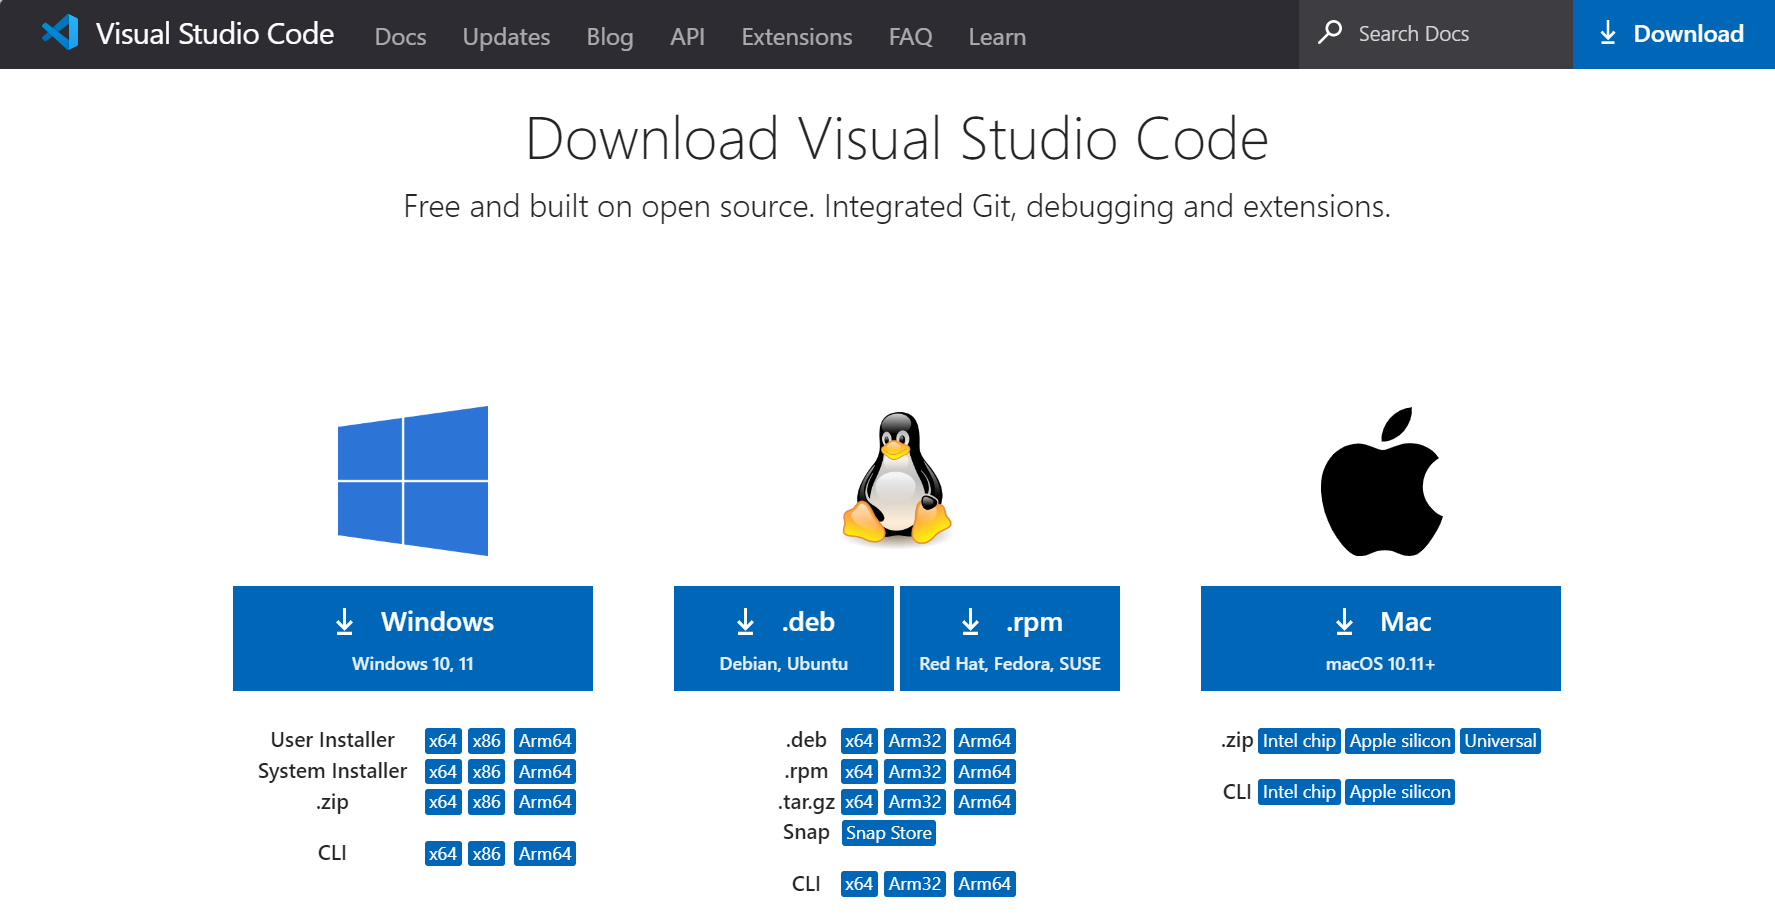 Visual Studio Code Docs Updates Blog API Extensions FAQ Learn Search Docs Download
Download Visual Studio Code
Free and built on open source. Integrated Git, debugging and extensions.
Windows
Windows 10, 11
User Installer x64 x86 Arm64
System Installer x64 x86 Arm64
.zip x64 x86 Arm64
CLI x64 x86 Arm64
.deb
Debian, Ubuntu
.rpm
Red Hat, Fedora, SUSE
.deb x64 Arm32 Arm64
.rpm x64 Arm32 Arm64
.tar.gz x64 Arm32 Arm64
Snap Snap Store
CLI x64 Arm32 Arm64
Mac
macOS 10.11+
.zip Intel chip Apple silicon Universal
CLI Intel chip Apple silicon